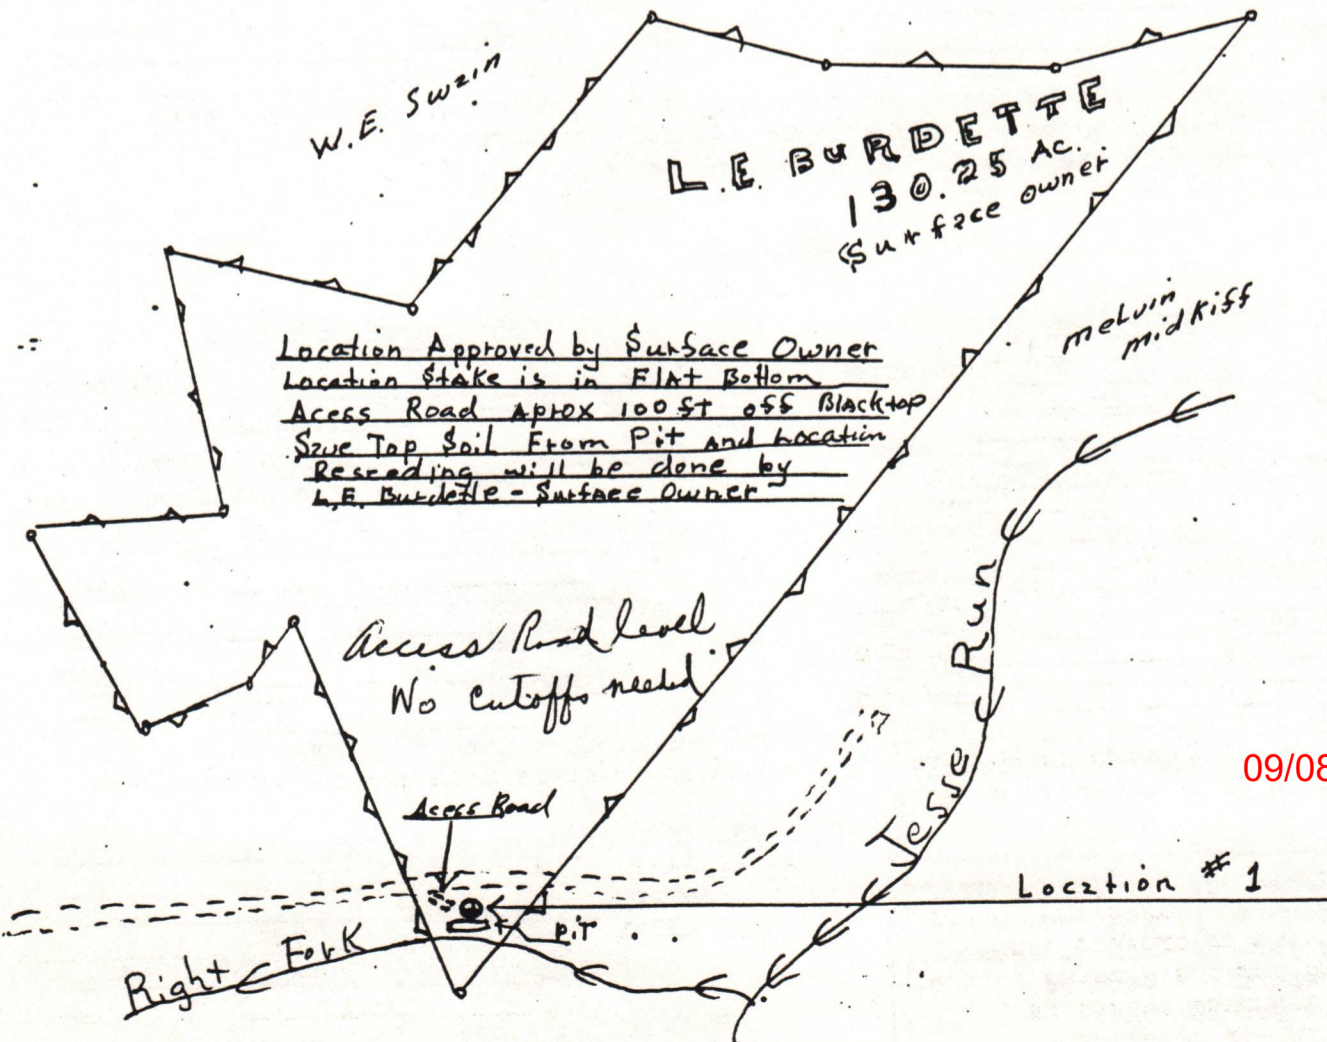 W.E. Swain
L.E. BURDETTE
130.25 Ac.
Surface owner
melvin
midkiff
Location Approved by Surface Owner
Location Stake is in Flat Bottom
Acess Road Aprox 100 ft off Blacktop
Save Top Soil From Pit and Location
Reseeding will be done by
L.E. Burdette - Surface Owner
Access Road level
No Cutoffs needed
Jesse Run
09/08
Acess Road
Location # 1
Pit
Right Fork